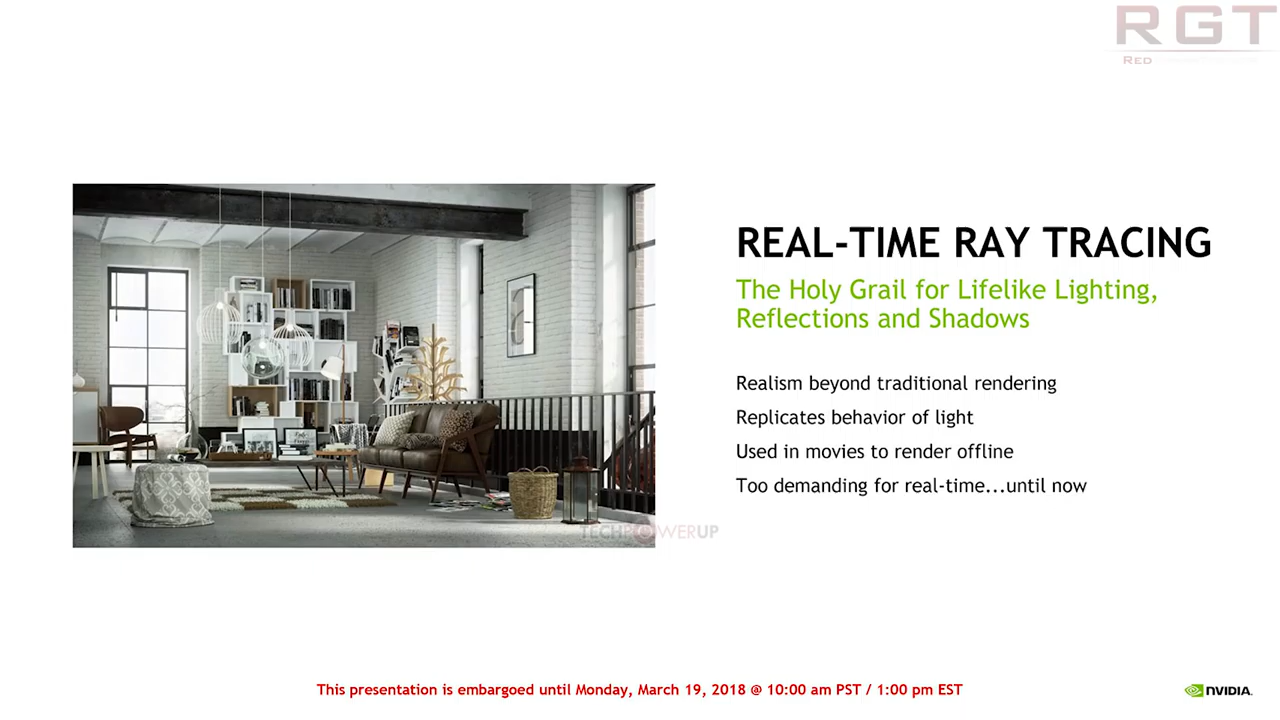 RGT
RED
REAL-TIME RAY TRACING
The Holy Grail for Lifelike Lighting,
Reflections and Shadows
Realism beyond traditional rendering
Replicates behavior of light
Used in movies to render offline
Too demanding for real-time...until now
TECHPOWERUP
This presentation is embargoed until Monday, March 19, 2018 @ 10:00 am PST / 1:00 pm EST
NVIDIA.